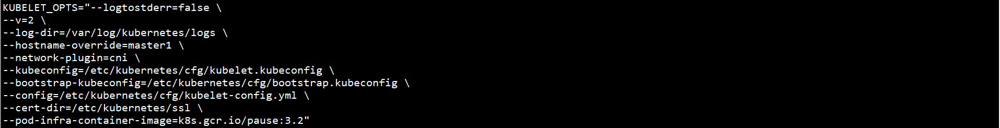 KUBELET_OPTS="--logtostderr=false \
--v=2 \
--log-dir=/var/log/kubernetes/logs \
--hostname-override=master1 \
--network-plugin=cni \
--kubeconfig=/etc/kubernetes/cfg/kubelet.kubeconfig \
--bootstrap-kubeconfig=/etc/kubernetes/cfg/bootstrap.kubeconfig \
--config=/etc/kubernetes/cfg/kubelet-config.yml \
--cert-dir=/etc/kubernetes/ssl \
--pod-infra-container-image=k8s.gcr.io/pause:3.2"